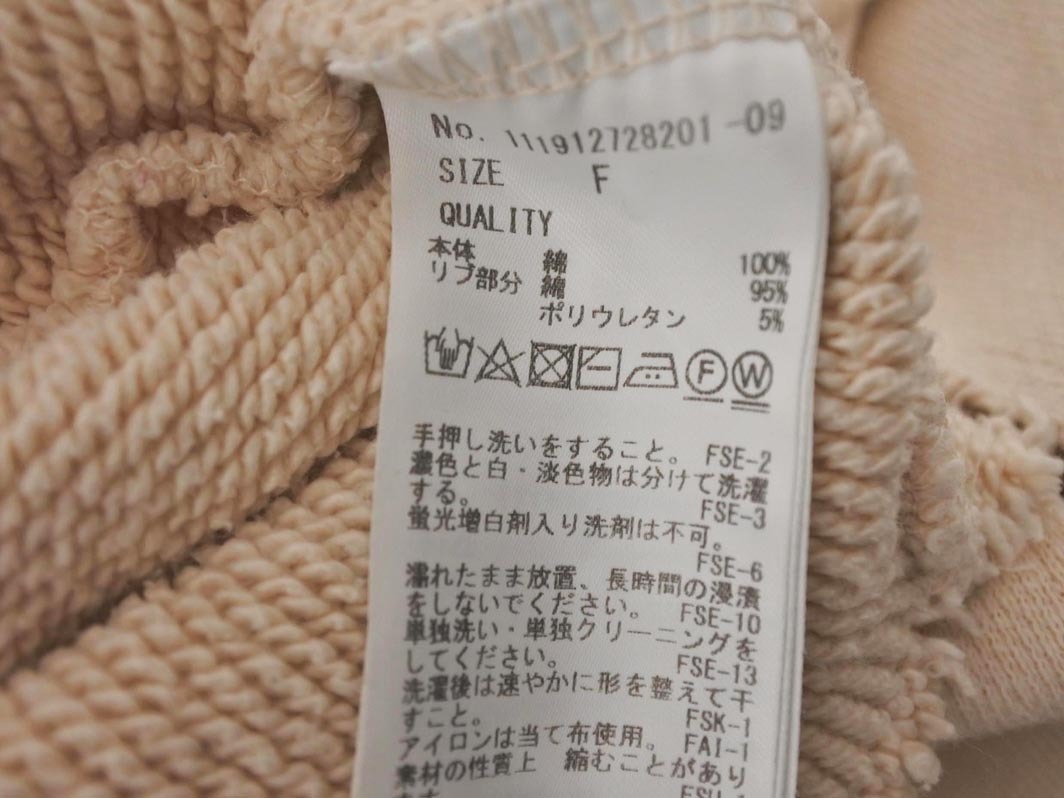 No. 111912728201 -09
SIZE F
QUALITY
本体 綿 100%
リブ部分 綿 95%
ポリウレタン 5%
F W
手押し洗いをすること。 FSE-2
濃色と白・淡色物は分けて洗濯
する。 FSE-3
蛍光増白剤入り洗剤は不可。
FSE-6
濡れたまま放置、長時間の浸漬
をしないでください。 FSE-10
単独洗い・単独クリーニングを
してください。 FSE-13
洗濯後は速やかに形を整えて干
すこと。 FSK-1
アイロンは当て布使用。 FAI-1
素材の性質上 縮むことがあり